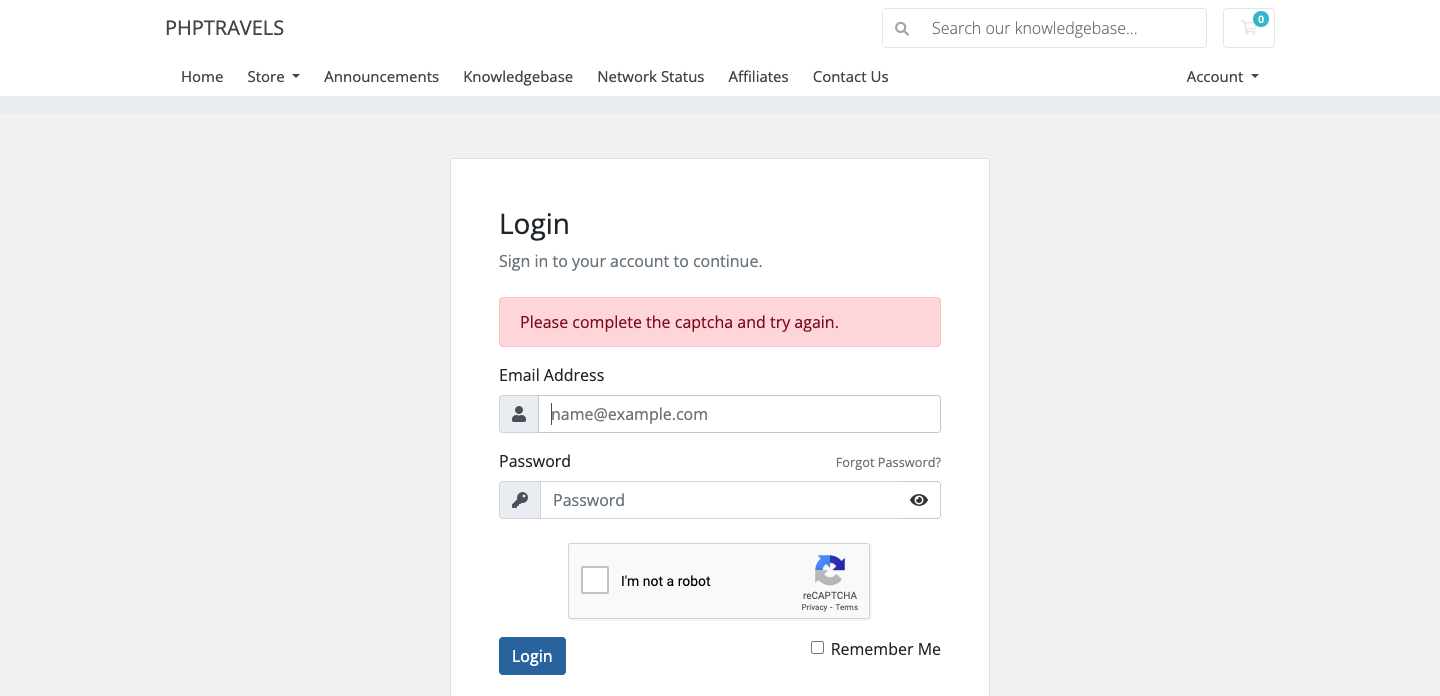 PHPTRAVELS
Search our knowledgebase...
0
Home Store Announcements Knowledgebase Network Status Affiliates Contact Us Account
Login
Sign in to your account to continue.
Please complete the captcha and try again.
Email Address
name@example.com
Password Forgot Password?
Password
I'm not a robot
reCAPTCHA
Privacy - Terms
Login Remember Me